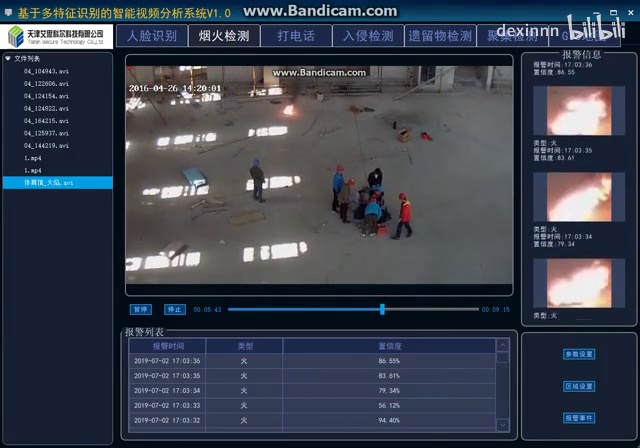 www.Bandicam.com
基于多特征识别的智能视频分析系统V1.0
dexinnn bilibili
天津艾思科尔科技有限公司
人脸识别
烟火检测
打电话
入侵检测
遗留物检测
文件列表
04_104943.avi
04_122606.avi
04_124154.avi
04_124822.avi
04_164215.avi
04_125937.avi
04_144219.avi
1.mp4
1.mp4
体育馆_火焰.avi
www.Bandicam.com
2016-04-26 14:20:01
暂停
停止
00:05:43
00:09:15
报警列表
报警时间
类型
置信度
2019-07-02 17:03:36
火
86.55%
2019-07-02 17:03:35
火
83.61%
2019-07-02 17:03:34
火
79.34%
2019-07-02 17:03:33
火
56.12%
2019-07-02 17:03:32
火
94.40%
报警信息
报警时间:17:03:36
置信度:86.55
类型:火
报警时间:17:03:35
置信度:83.61
类型:火
报警时间:17:03:34
置信度:79.34
类型:火
参数设置
区域设置
报警事件